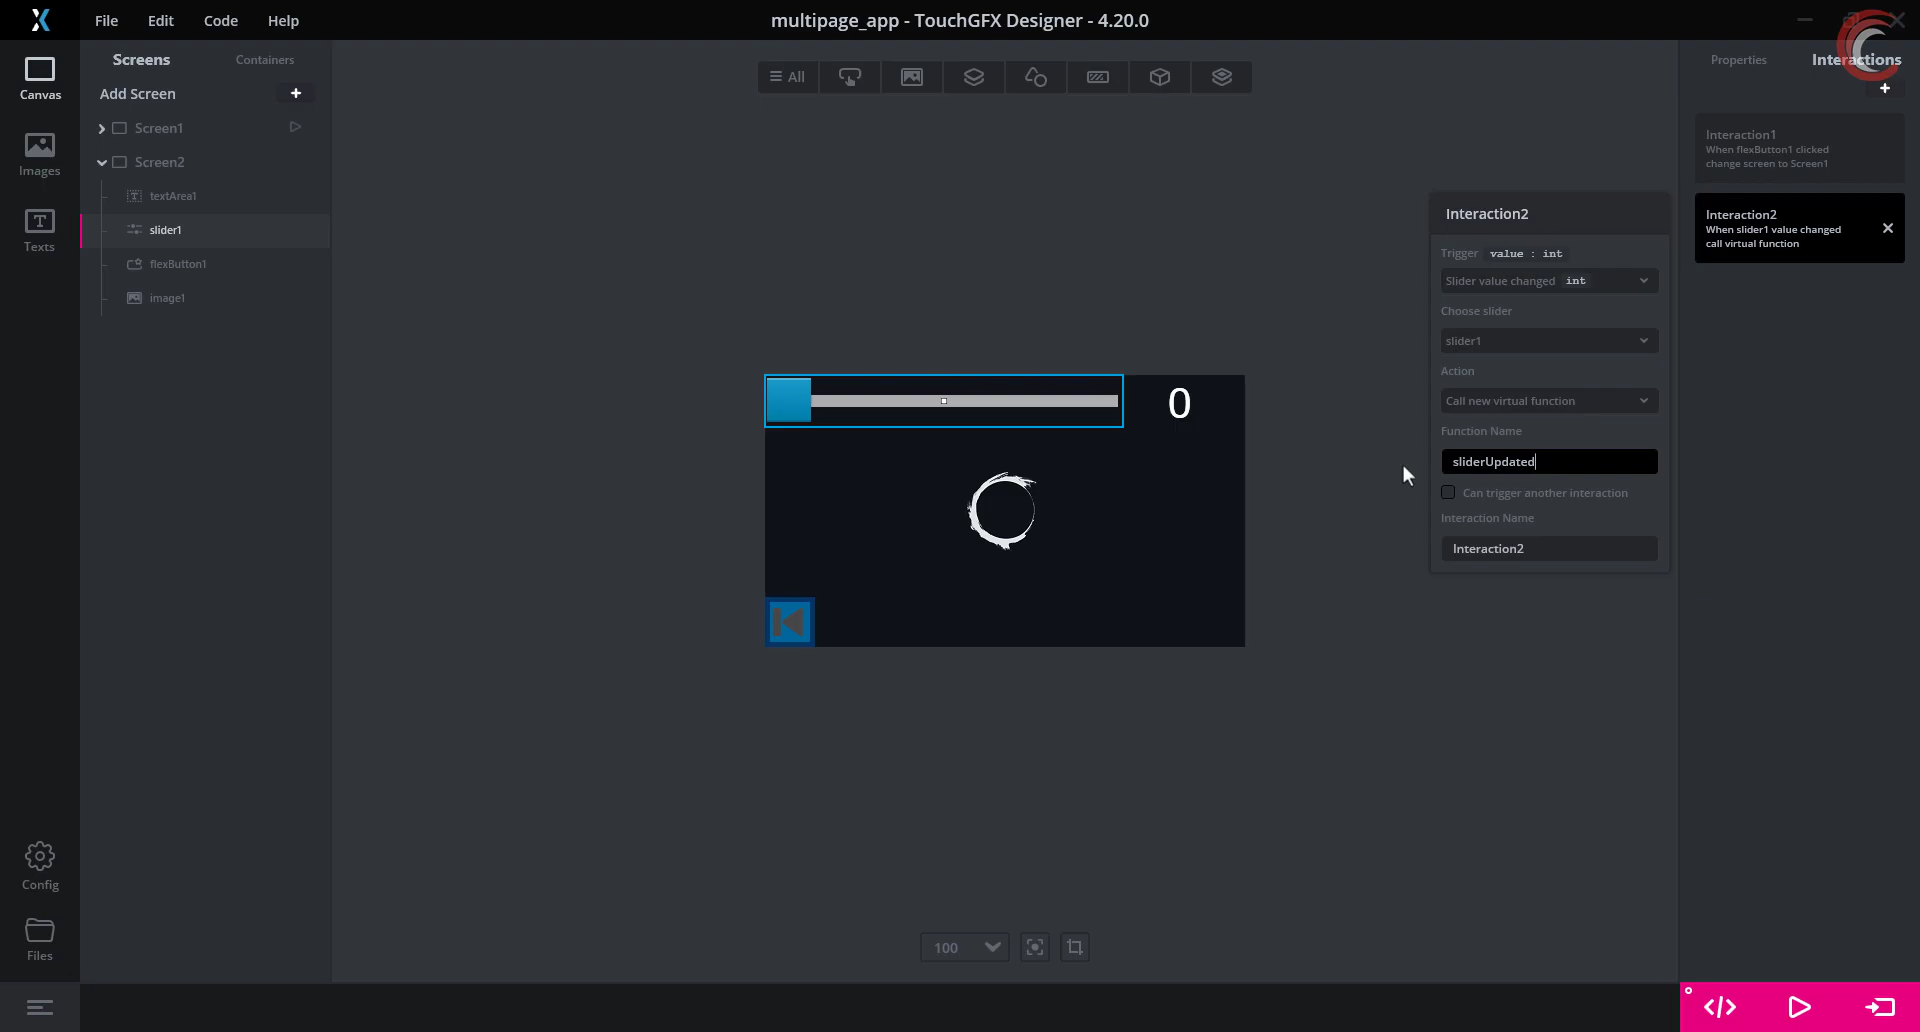 File Edit Code Help
multipage_app - TouchGFX Designer - 4.20.0
Canvas
Images
Texts
Config
Files
Screens Containers
Add Screen
Screen1
Screen2
textArea1
slider1
flexButton1
image1
All
0
100
Interaction2
Trigger value : int
Slider value changed int
Choose slider
slider1
Action
Call new virtual function
Function Name
sliderUpdated
Can trigger another interaction
Interaction Name
Interaction2
Properties Interactions
Interaction1
When flexButton1 clicked
change screen to Screen1
Interaction2
When slider1 value changed
call virtual function